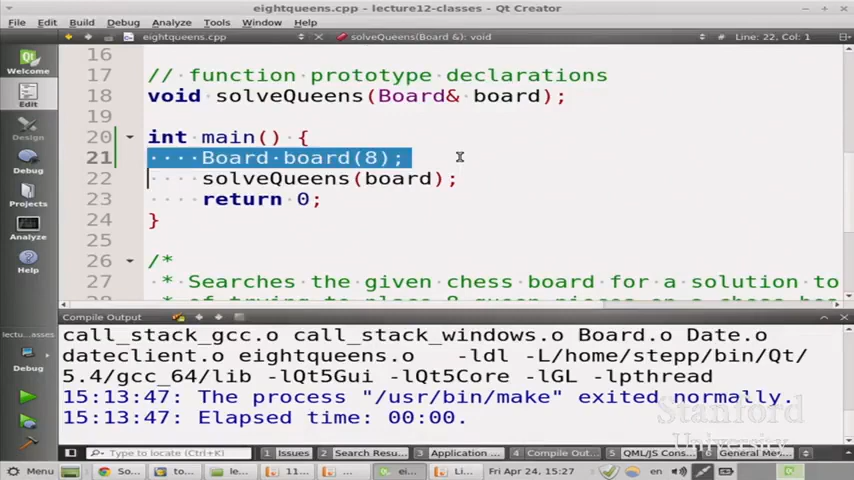 eightqueens.cpp - lecture12-classes - Qt Creator
File Edit Build Debug Analyze Tools Window Help
eightqueens.cpp solveQueens(Board &): void Line: 22, Col: 1
Welcome
Edit
Design
Debug
Projects
Analyze
Help
16
17 // function prototype declarations
18 void solveQueens(Board& board);
19
20 int main() {
21 Board board(8);
22 solveQueens(board);
23 return 0;
24 }
25
26 /*
27 * Searches the given chess board for a solution to
28 * of trying to place 8 queen pieces on a chess
lectu...asses
Debug
Compile Output
call_stack_gcc.o call_stack_windows.o Board.o Date.o
dateclient.o eightqueens.o -ldl -L/home/stepp/bin/Qt/
5.4/gcc_64/lib -lQt5Gui -lQt5Core -lGL -lpthread
15:13:47: The process "/usr/bin/make" exited normally.
15:13:47: Elapsed time: 00:00.
Stanford
University
Type to locate (Ctrl... 1 Issues 2 Search Resu... 3 Application ... 4 Compile Out... 5 QML/JS Cons... 6 General Me...
Menu So... to... le... 11... ei... Li... Fri Apr 24, 15:27 en